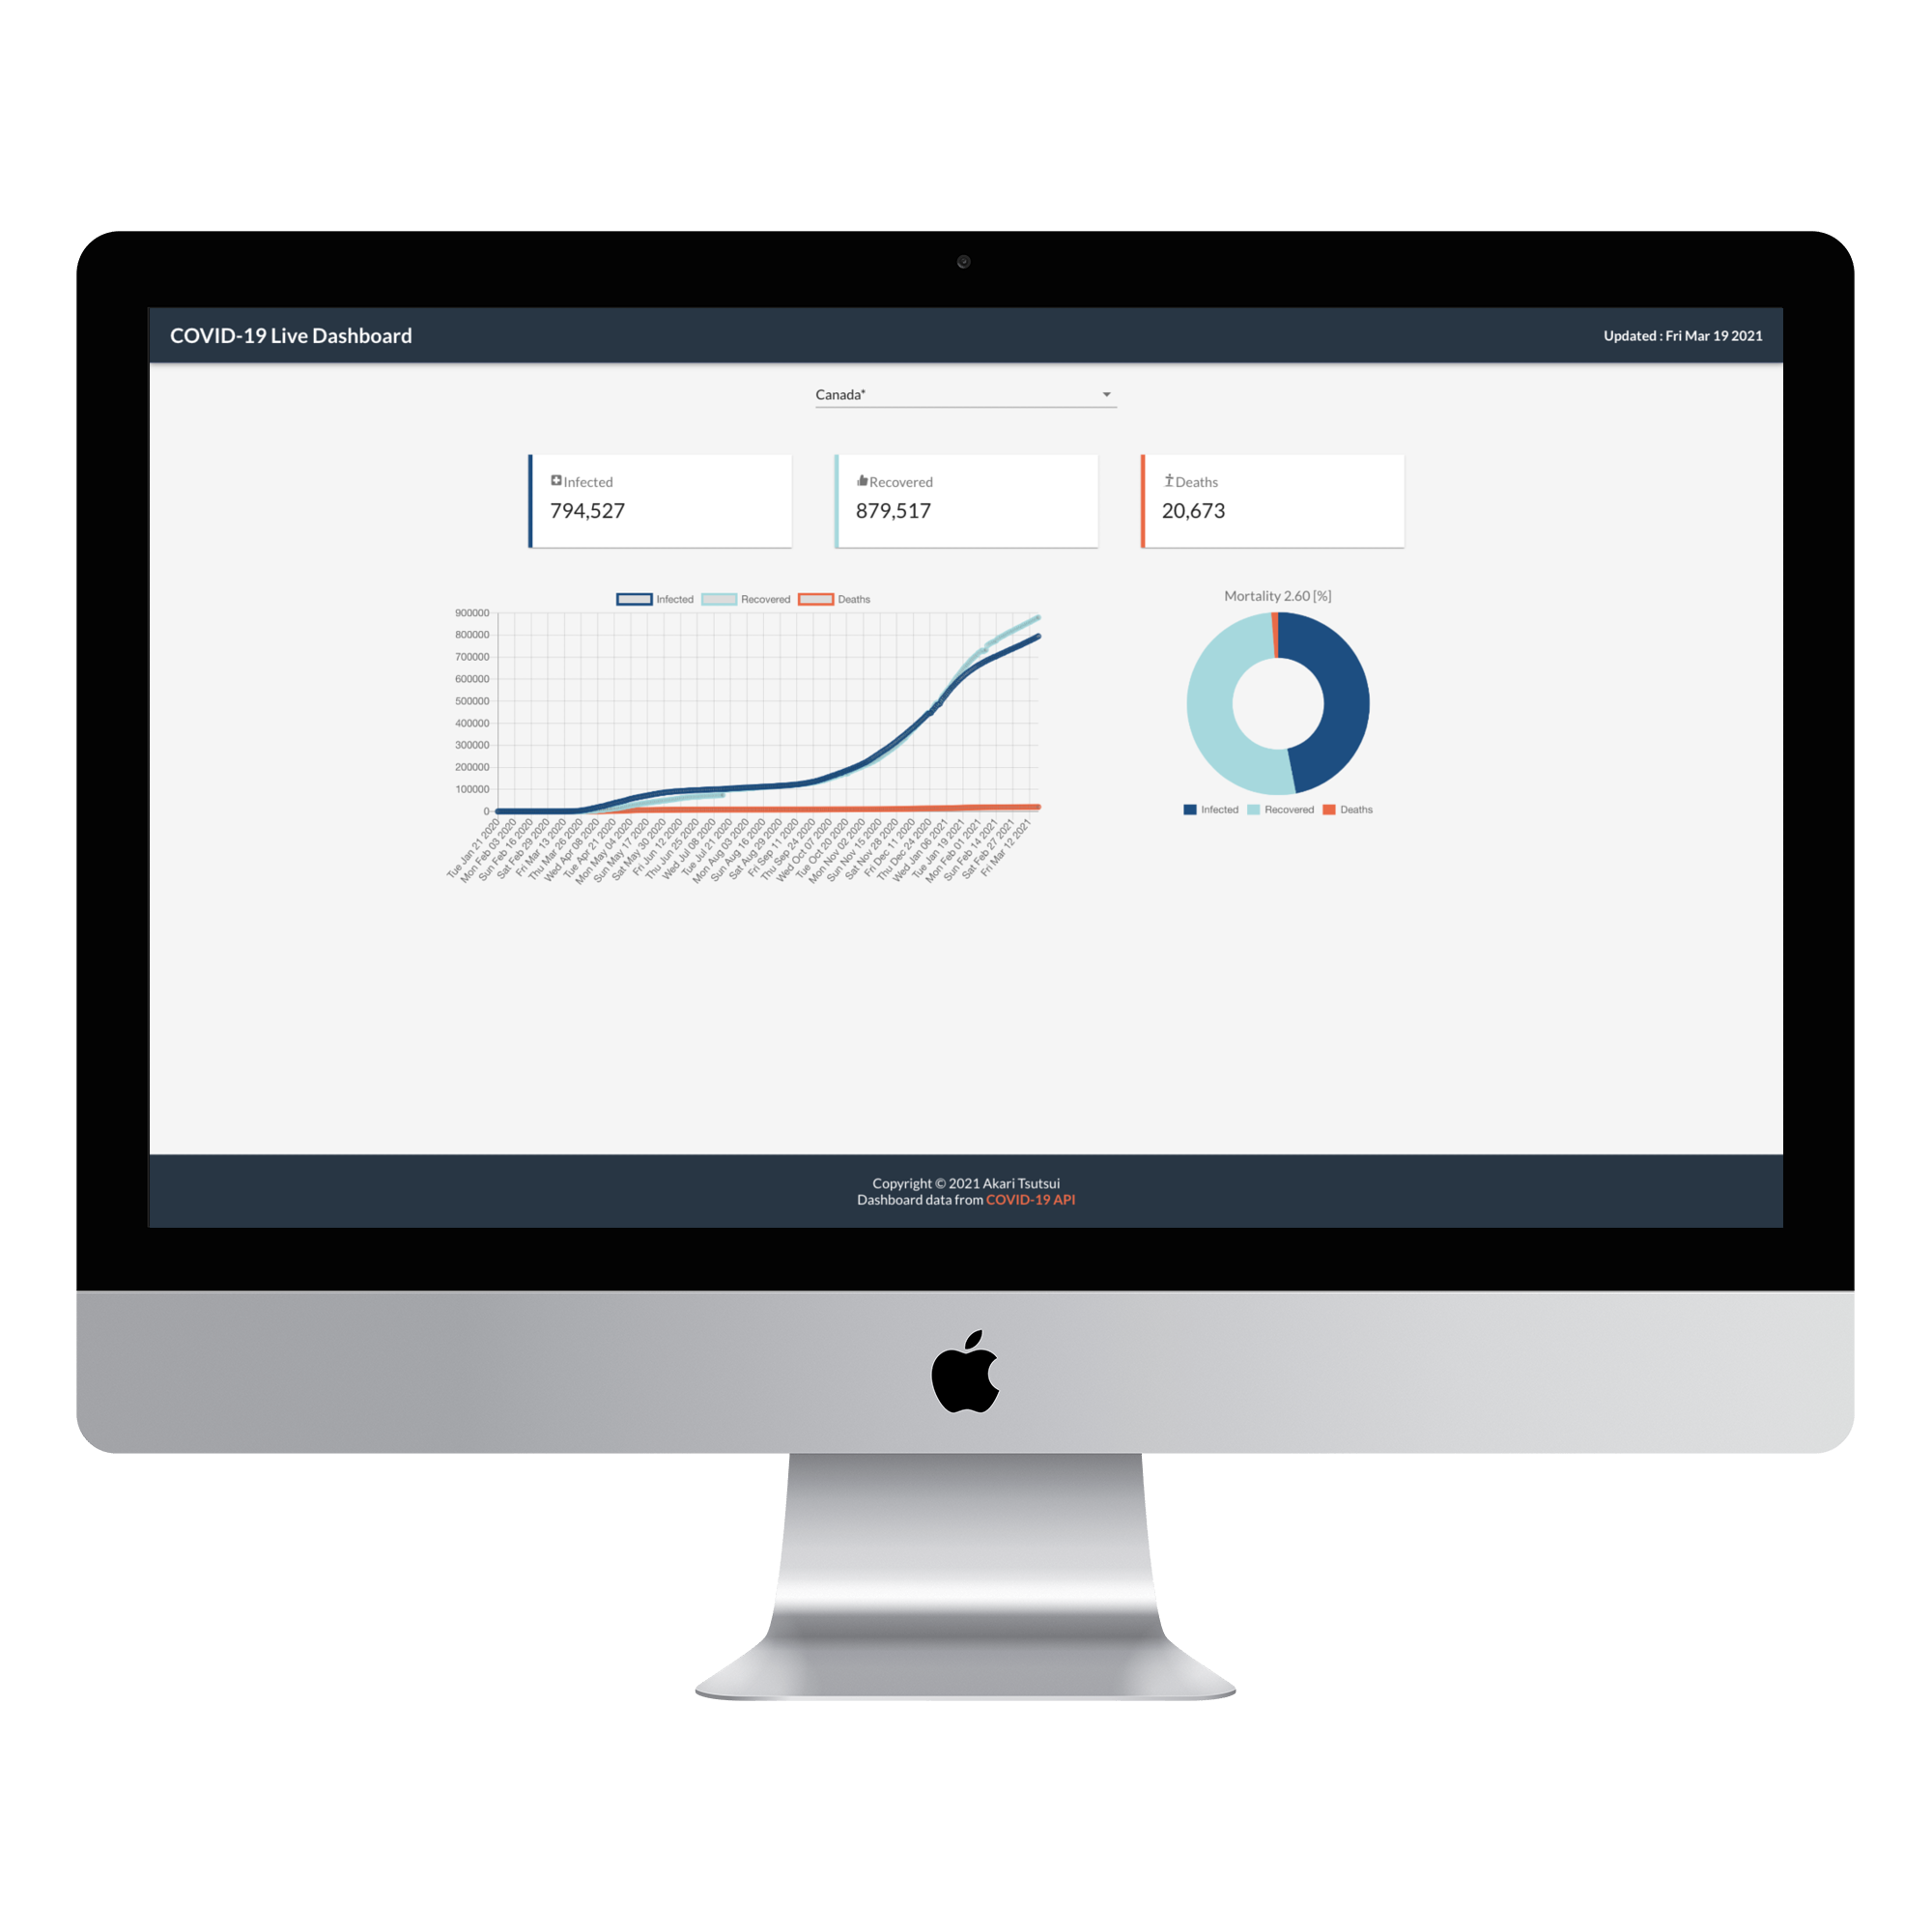 COVID-19 Live Dashboard
Updated : Fri Mar 19 2021
Canada*
Infected
794,527
Recovered
879,517
Deaths
20,673
Infected Recovered Deaths
900000
800000
700000
600000
500000
400000
300000
200000
100000
0
Tue Jan 21 2020
Mon Feb 03 2020
Sun Feb 16 2020
Sat Feb 29 2020
Fri Mar 13 2020
Thu Mar 26 2020
Wed Apr 08 2020
Tue Apr 21 2020
Mon May 04 2020
Sun May 17 2020
Sat May 30 2020
Fri Jun 12 2020
Thu Jun 25 2020
Wed Jul 08 2020
Tue Jul 21 2020
Mon Aug 03 2020
Sun Aug 16 2020
Sat Aug 29 2020
Fri Sep 11 2020
Thu Sep 24 2020
Wed Oct 07 2020
Tue Oct 20 2020
Mon Nov 02 2020
Sun Nov 15 2020
Sat Nov 28 2020
Fri Dec 11 2020
Thu Dec 24 2020
Wed Jan 06 2021
Tue Jan 19 2021
Mon Feb 01 2021
Sun Feb 14 2021
Sat Feb 27 2021
Fri Mar 12 2021
Mortality 2.60 [%]
Infected Recovered Deaths
Copyright © 2021 Akari Tsutsui
Dashboard data from COVID-19 API